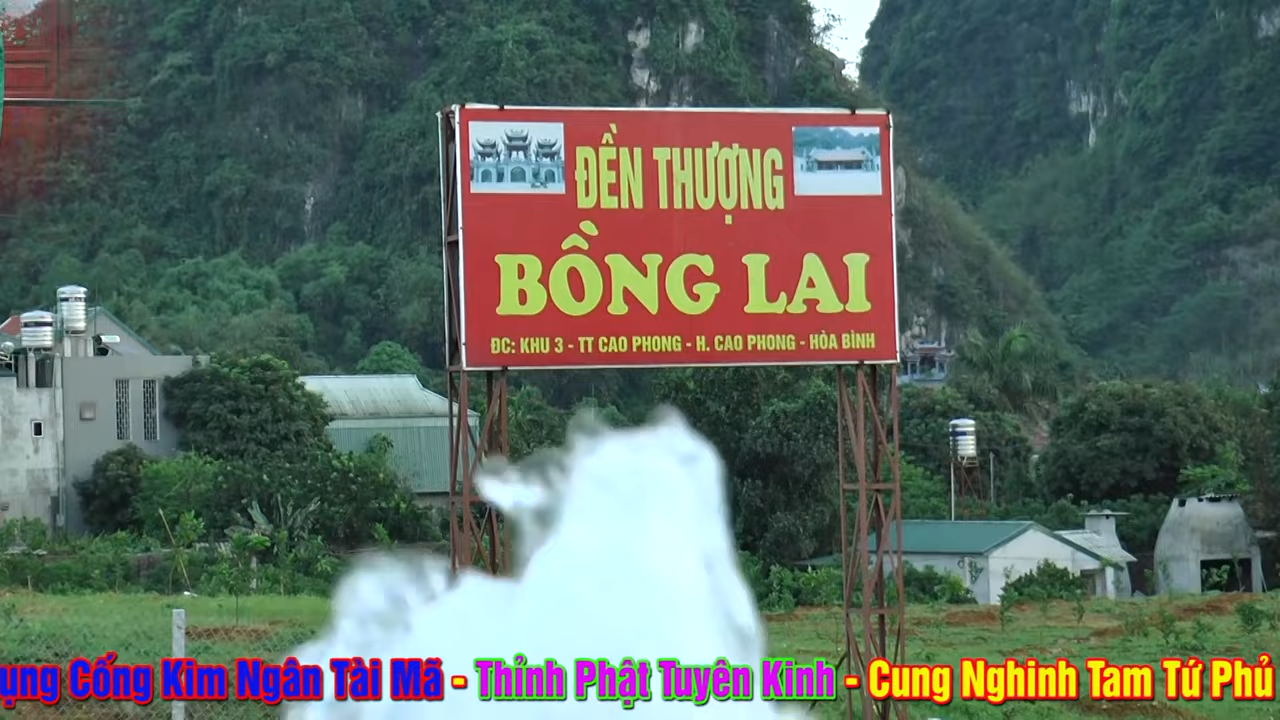 ĐỀN THƯỢNG
BỒNG LAI
ĐC: KHU 3 - TT CAO PHONG - H. CAO PHONG - HÒA BÌNH
Cống Kim Ngân Tài Mã - Thỉnh Phật Tuyên Kinh - Cung Nghinh Tam Tứ Phủ